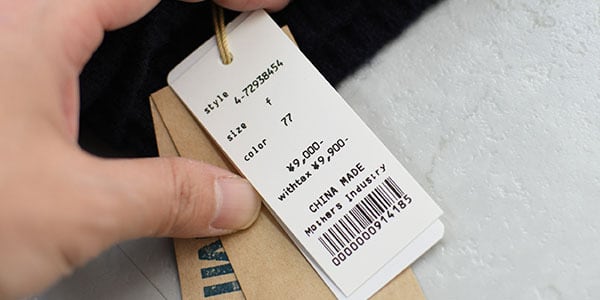 style 4-72938454
size f
color 77
¥9,000-
withtax ¥9,900-
CHINA MADE
Mothers Industry
0000000914185